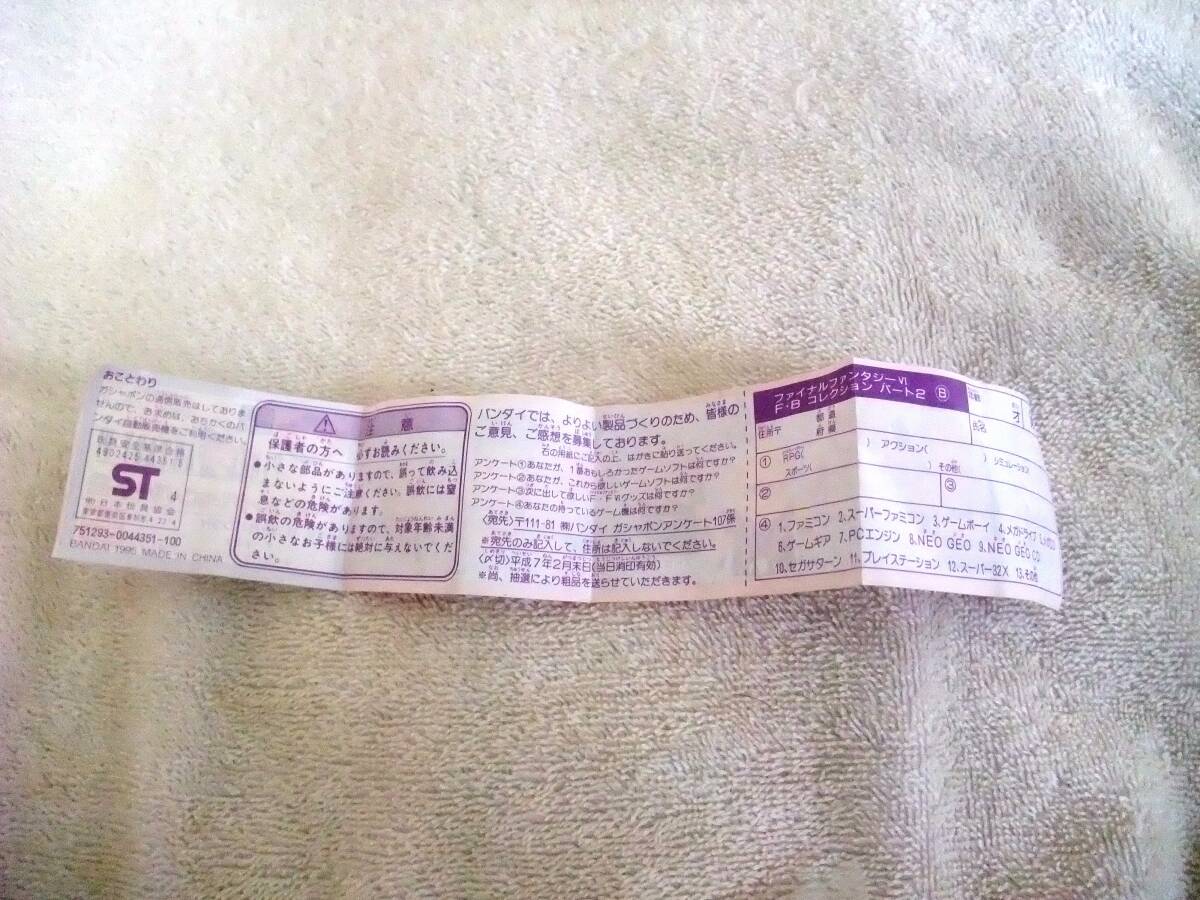 おことわり
ガシャポンの通信販売はしておりま
せんので、お求めは、おちかくのバ
ンダイ自動販売機をご利用ください。
玩具安全基準合格
ST
4
(社)日本玩具協会
751293-0044351-100
BANDAI 1995 MADE IN CHINA
注意
保護者の方へ 必ずお読みください。
●小さな部品がありますので、誤って飲み込
まないようにご注意ください。誤飲には窒
息などの危険があります。
●誤飲の危険がありますので、対象年齢未満
の小さなお子様には絶対に与えないでくだ
さい。
バンダイでは、よりよい製品づくりのため、皆様の
ご意見、ご感想を募集しております。
右の用紙にご記入の上、はがきに貼り送ってください。
アンケート①あなたが、1番おもしろかったゲームソフトは何ですか?
アンケート②あなたが、これから欲しいゲームソフトは何ですか?
アンケート③次に出して欲しいF・Fグッズは何ですか?
アンケート④あなたの持っているゲーム機は何ですか?
〈宛先〉〒111-81 ㈱バンダイ ガシャポンアンケート107係
※宛先のみ記入して、住所は記入しないでください。
〈〆切〉平成7年2月末日(当日消印有効)
※尚、抽選により粗品を送らせていただきます。
ファイナルファンタジーVI
F・B コレクション パート2 Ⓑ
年齢
才
住所〒
都道
府県
氏名
① RPG( ) アクション( ) シミュレーション
スポーツ( ) その他(
②
③
④ 1.ファミコン 2.スーパーファミコン 3.ゲームボーイ 4.メガドライブ
6.ゲームギア 7.PCエンジン 8.NEO GEO 9.NEO GEO CD
10.セガサターン 11.プレイステーション 12.スーパー32X 13.その他